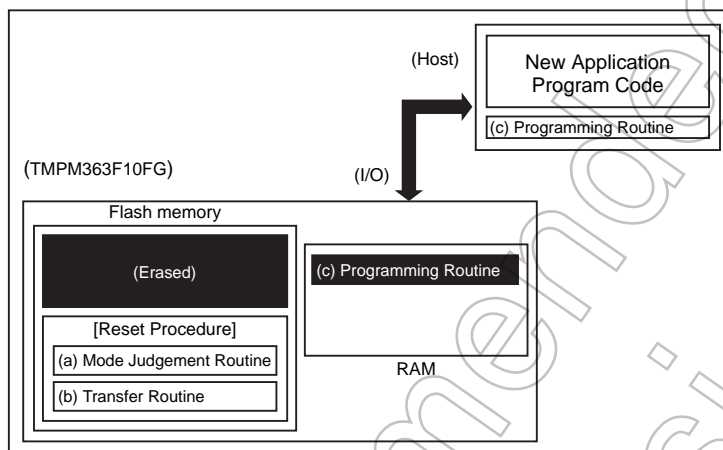 (Host)
New Application
Program Code
(c) Programming Routine
(TMPM363F10FG)
(I/O)
Flash memory
(Erased)
(c) Programming Routine
[Reset Procedure]
(a) Mode Judgement Routine
(b) Transfer Routine
RAM